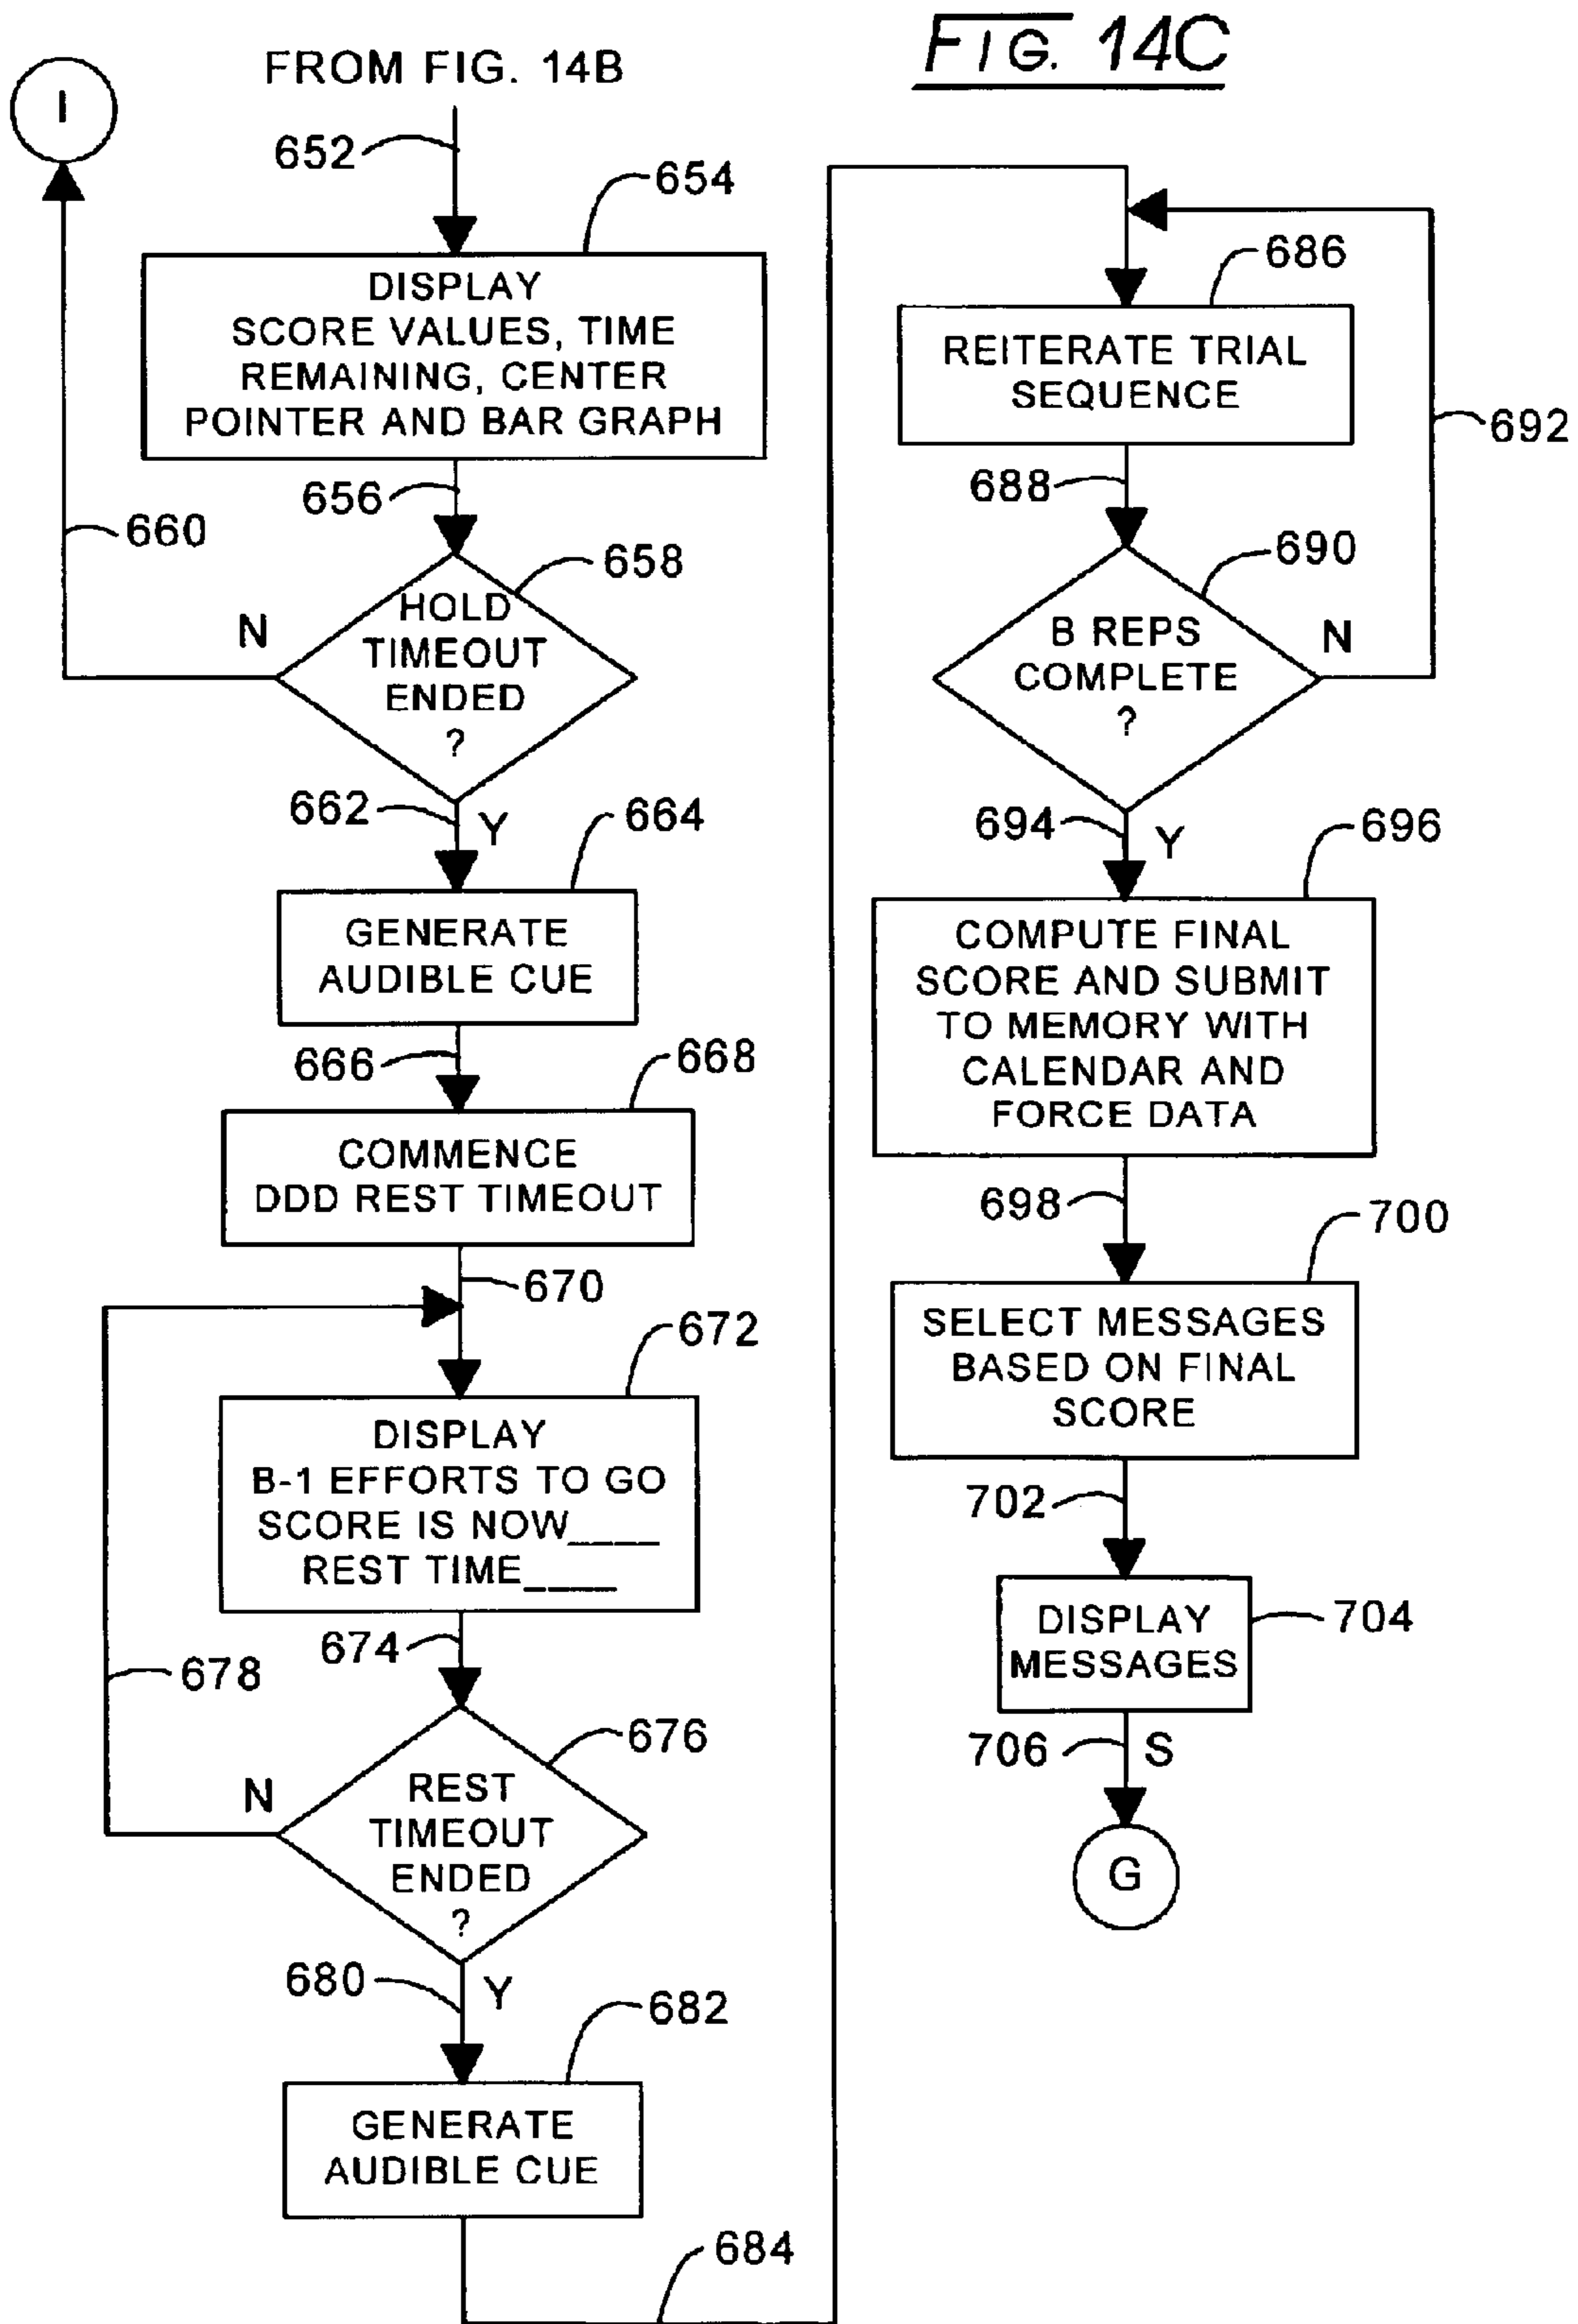 FIG. 14C
I
FROM FIG. 14B
652
654
DISPLAY
SCORE VALUES, TIME
REMAINING, CENTER
POINTER AND BAR GRAPH
656
660
658
HOLD
TIMEOUT
ENDED
?
N
662
Y
664
GENERATE
AUDIBLE CUE
666
668
COMMENCE
DDD REST TIMEOUT
670
672
DISPLAY
B-1 EFFORTS TO GO
SCORE IS NOW____
REST TIME____
674
678
676
REST
TIMEOUT
ENDED
?
N
680
Y
682
GENERATE
AUDIBLE CUE
684
686
REITERATE TRIAL
SEQUENCE
688
692
690
B REPS
COMPLETE
?
N
694
Y
696
COMPUTE FINAL
SCORE AND SUBMIT
TO MEMORY WITH
CALENDAR AND
FORCE DATA
698
700
SELECT MESSAGES
BASED ON FINAL
SCORE
702
704
DISPLAY
MESSAGES
706
S
G